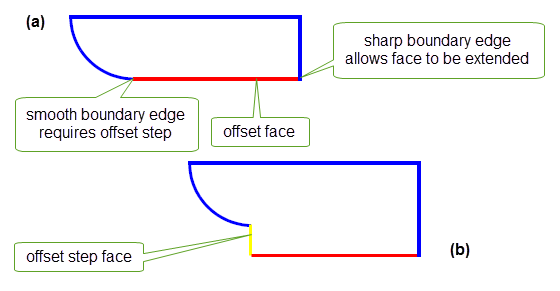 (a)
sharp boundary edge
allows face to be extended
smooth boundary edge
requires offset step
offset face
offset step face
(b)